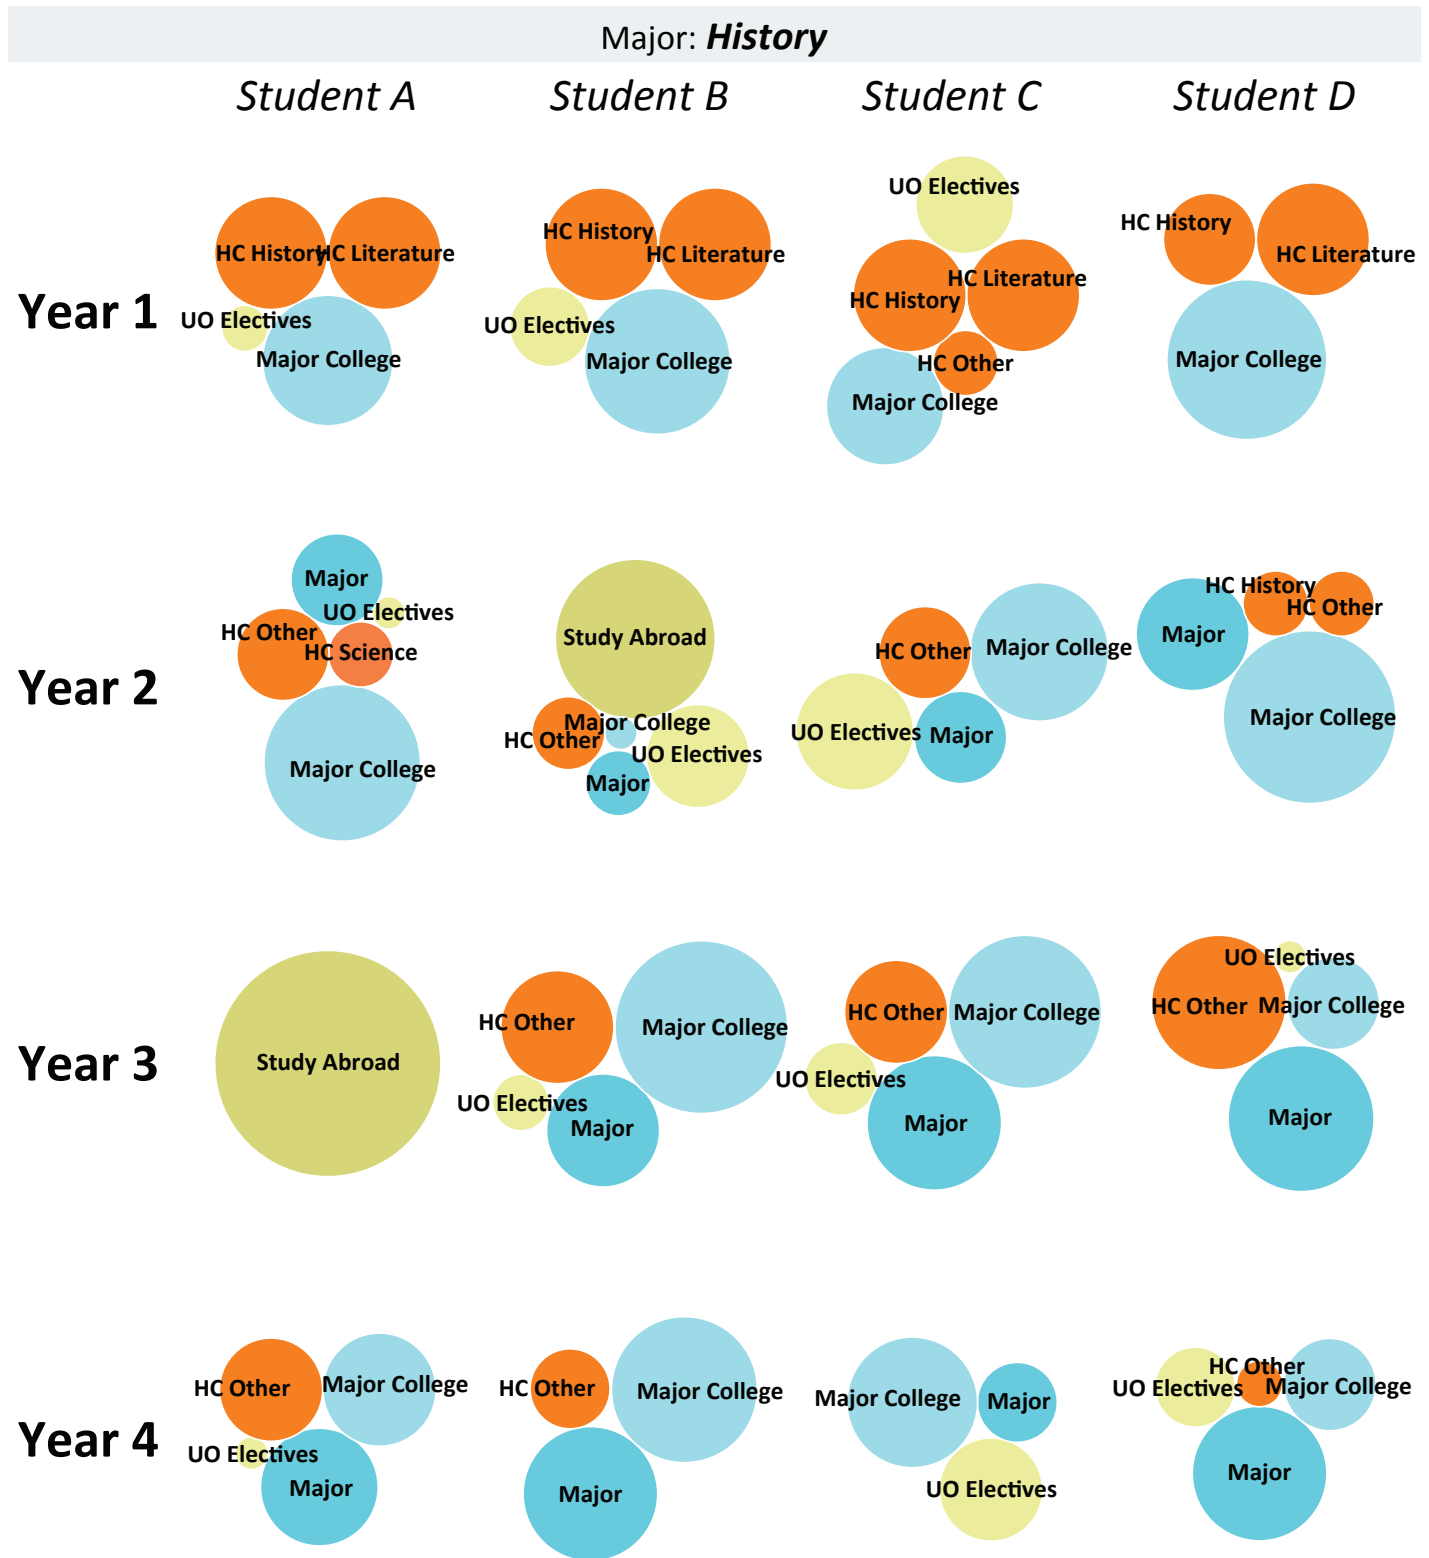 Major: History
Student A
Student B
Student C
Student D
Year 1
HC History
HC Literature
UO Electives
Major College
HC History
HC Literature
UO Electives
Major College
UO Electives
HC Literature
HC History
HC Other
Major College
HC History
HC Literature
Major College
Year 2
Major
UO Electives
HC Other
HC Science
Major College
Study Abroad
Major College
HC Other
UO Electives
Major
HC Other
Major College
UO Electives
Major
HC History
HC Other
Major
Major College
Year 3
Study Abroad
HC Other
Major College
UO Electives
Major
HC Other
Major College
UO Electives
Major
UO Electives
HC Other
Major College
Major
Year 4
HC Other
Major College
UO Electives
Major
HC Other
Major College
Major
Major College
Major
UO Electives
HC Other
UO Electives
Major College
Major